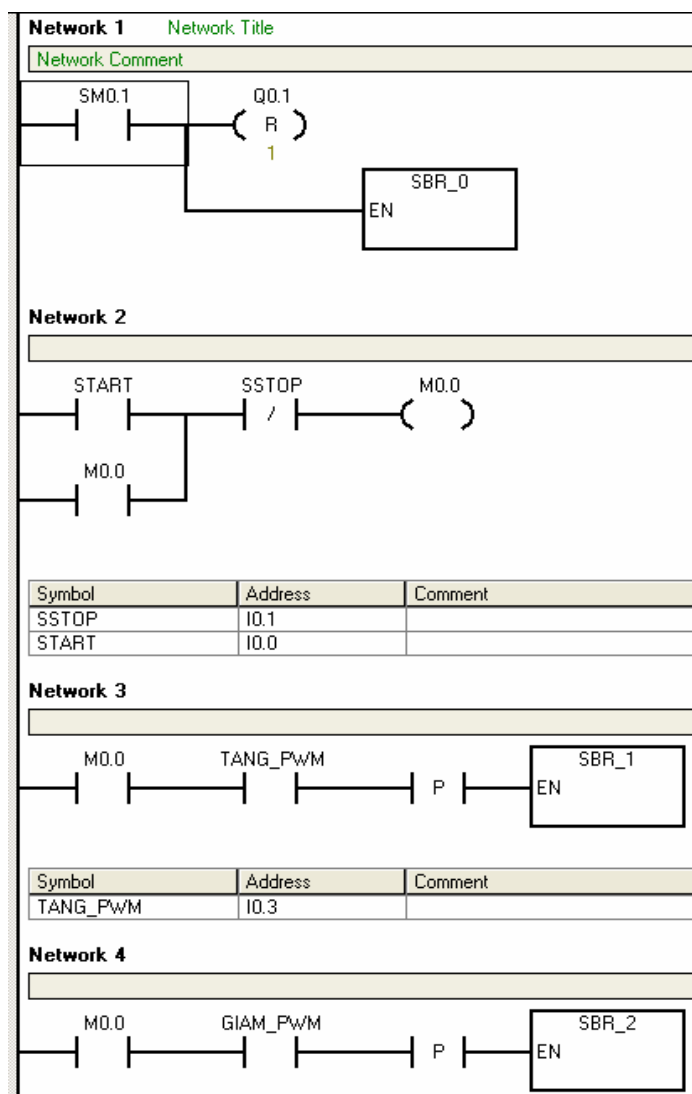 Network 1 Network Title
Network Comment
SM0.1 Q0.1
R
1
SBR_0
EN
Network 2
START SSTOP M0.0
/
M0.0
Symbol Address Comment
SSTOP I0.1
START I0.0
Network 3
M0.0 TANG_PWM SBR_1
P EN
Symbol Address Comment
TANG_PWM I0.3
Network 4
M0.0 GIAM_PWM SBR_2
P EN